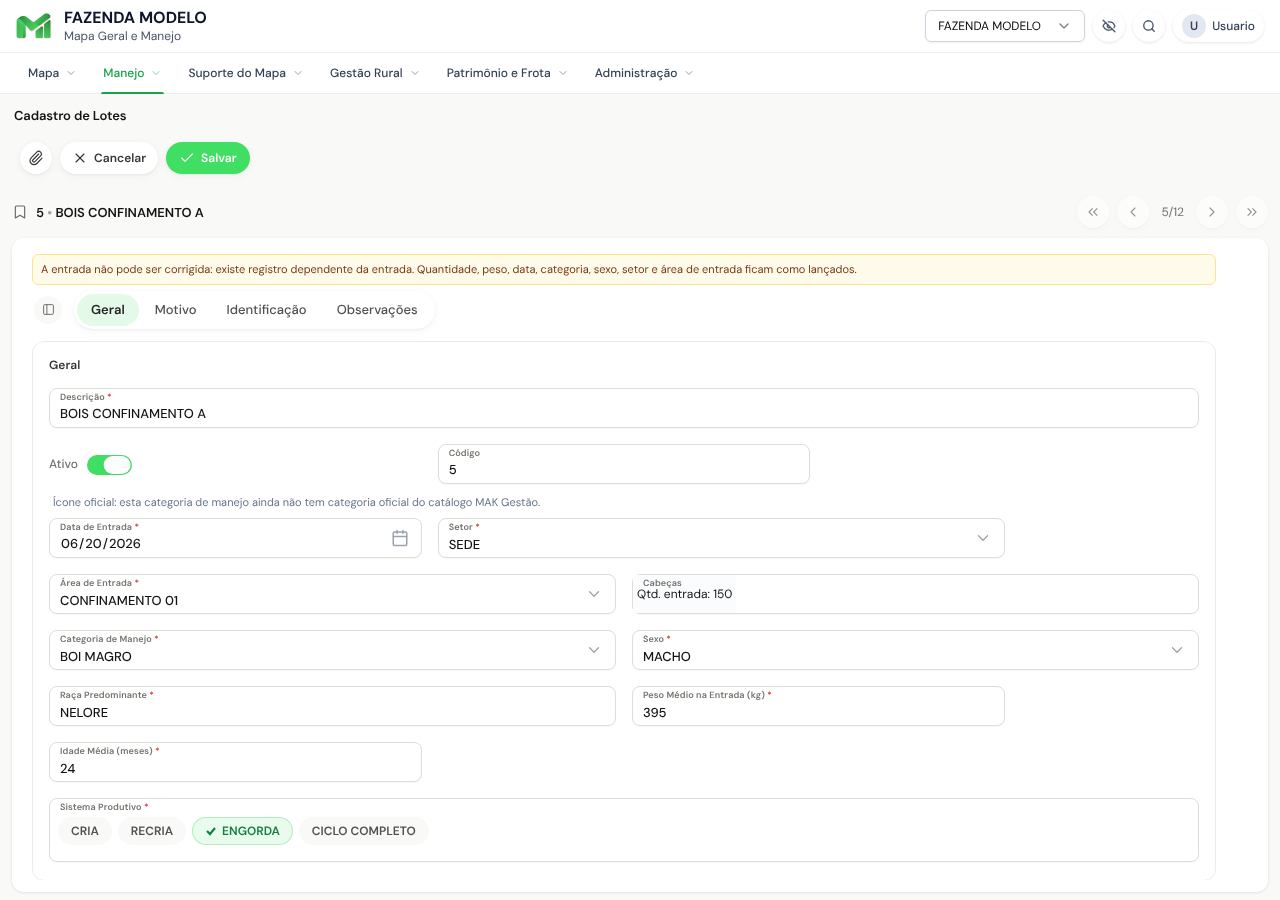 FAZENDA MODELO
Mapa Geral e Manejo
FAZENDA MODELO
U Usuario
Mapa Manejo Suporte do Mapa Gestão Rural Patrimônio e Frota Administração
Cadastro de Lotes
Cancelar Salvar
5 • BOIS CONFINAMENTO A
5/12
A entrada não pode ser corrigida: existe registro dependente da entrada. Quantidade, peso, data, categoria, sexo, setor e área de entrada ficam como lançados.
Geral Motivo Identificação Observações
Geral
Descrição *
BOIS CONFINAMENTO A
Ativo
Código
5
Ícone oficial: esta categoria de manejo ainda não tem categoria oficial do catálogo MAK Gestão.
Data de Entrada *
06/20/2026
Setor *
SEDE
Área de Entrada *
CONFINAMENTO 01
Cabeças
Qtd. entrada: 150
Categoria de Manejo *
BOI MAGRO
Sexo *
MACHO
Raça Predominante *
NELORE
Peso Médio na Entrada (kg) *
395
Idade Média (meses) *
24
Sistema Produtivo *
CRIA RECRIA ENGORDA CICLO COMPLETO